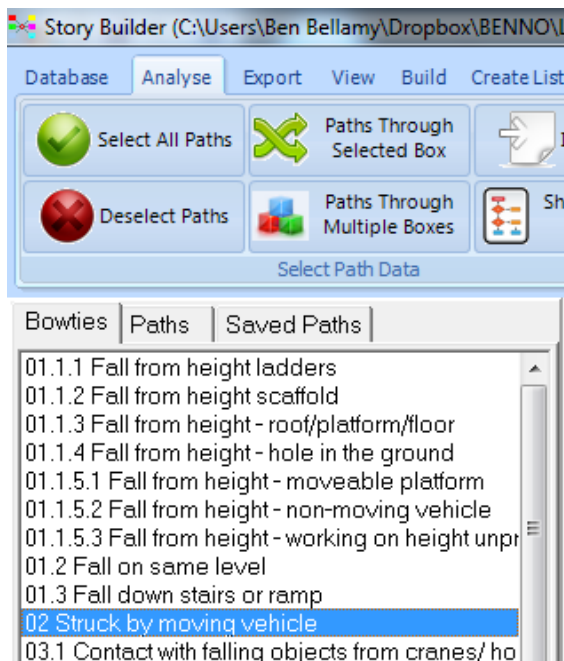 Story Builder (C:\Users\Ben Bellamy\Dropbox\BENNO\
Database Analyse Export View Build Create List
Select All Paths
Paths Through
Selected Box
Deselect Paths
Paths Through
Multiple Boxes
Sh
Select Path Data
Bowties Paths Saved Paths
01.1.1 Fall from height ladders
01.1.2 Fall from height scaffold
01.1.3 Fall from height - roof/platform/floor
01.1.4 Fall from height - hole in the ground
01.1.5.1 Fall from height - moveable platform
01.1.5.2 Fall from height - non-moving vehicle
01.1.5.3 Fall from height - working on height unpr
01.2 Fall on same level
01.3 Fall down stairs or ramp
02 Struck by moving vehicle
03.1 Contact with falling objects from cranes/ ho